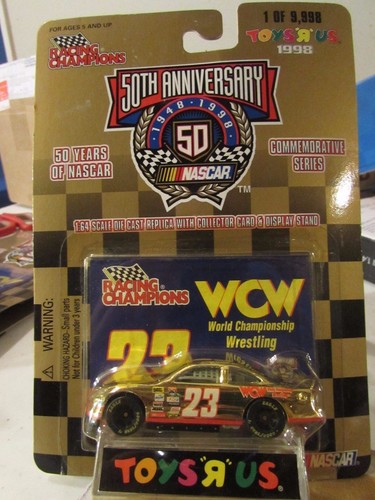 FOR AGES 8 AND UP
1 OF 9,998
RACING
CHAMPIONS
TOYS "R" US
1998
50TH ANNIVERSARY
1948 - 1998
50
NASCAR
TM
50 YEARS
OF NASCAR
COMMEMORATIVE
SERIES
1:64 SCALE DIE CAST REPLICA WITH COLLECTOR CARD & DISPLAY STAND
RACING
CHAMPIONS
WCW
World Championship
Wrestling
WARNING:
CHOKING HAZARD-Small parts
Not for Children under 3 years
23
23
WCW
NASCAR
TOYS "R" US